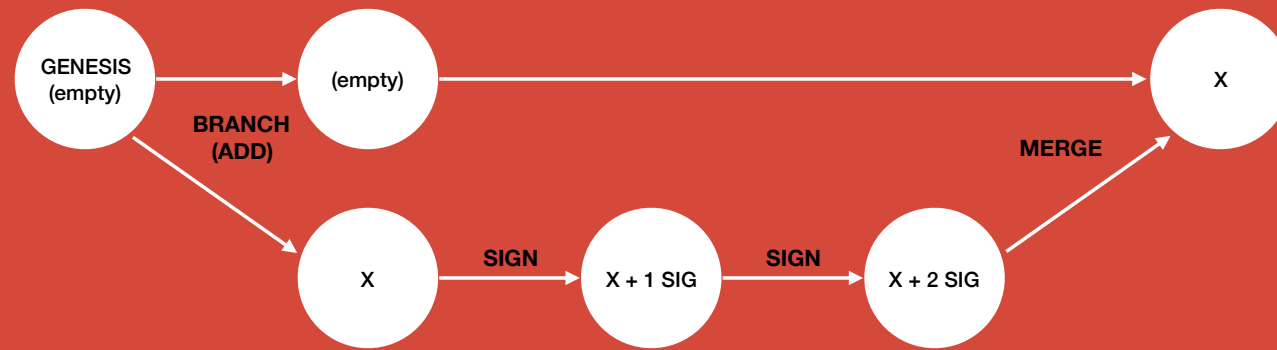 GENESIS
(empty)
(empty)
X
BRANCH
(ADD)
MERGE
X
SIGN
X + 1 SIG
SIGN
X + 2 SIG